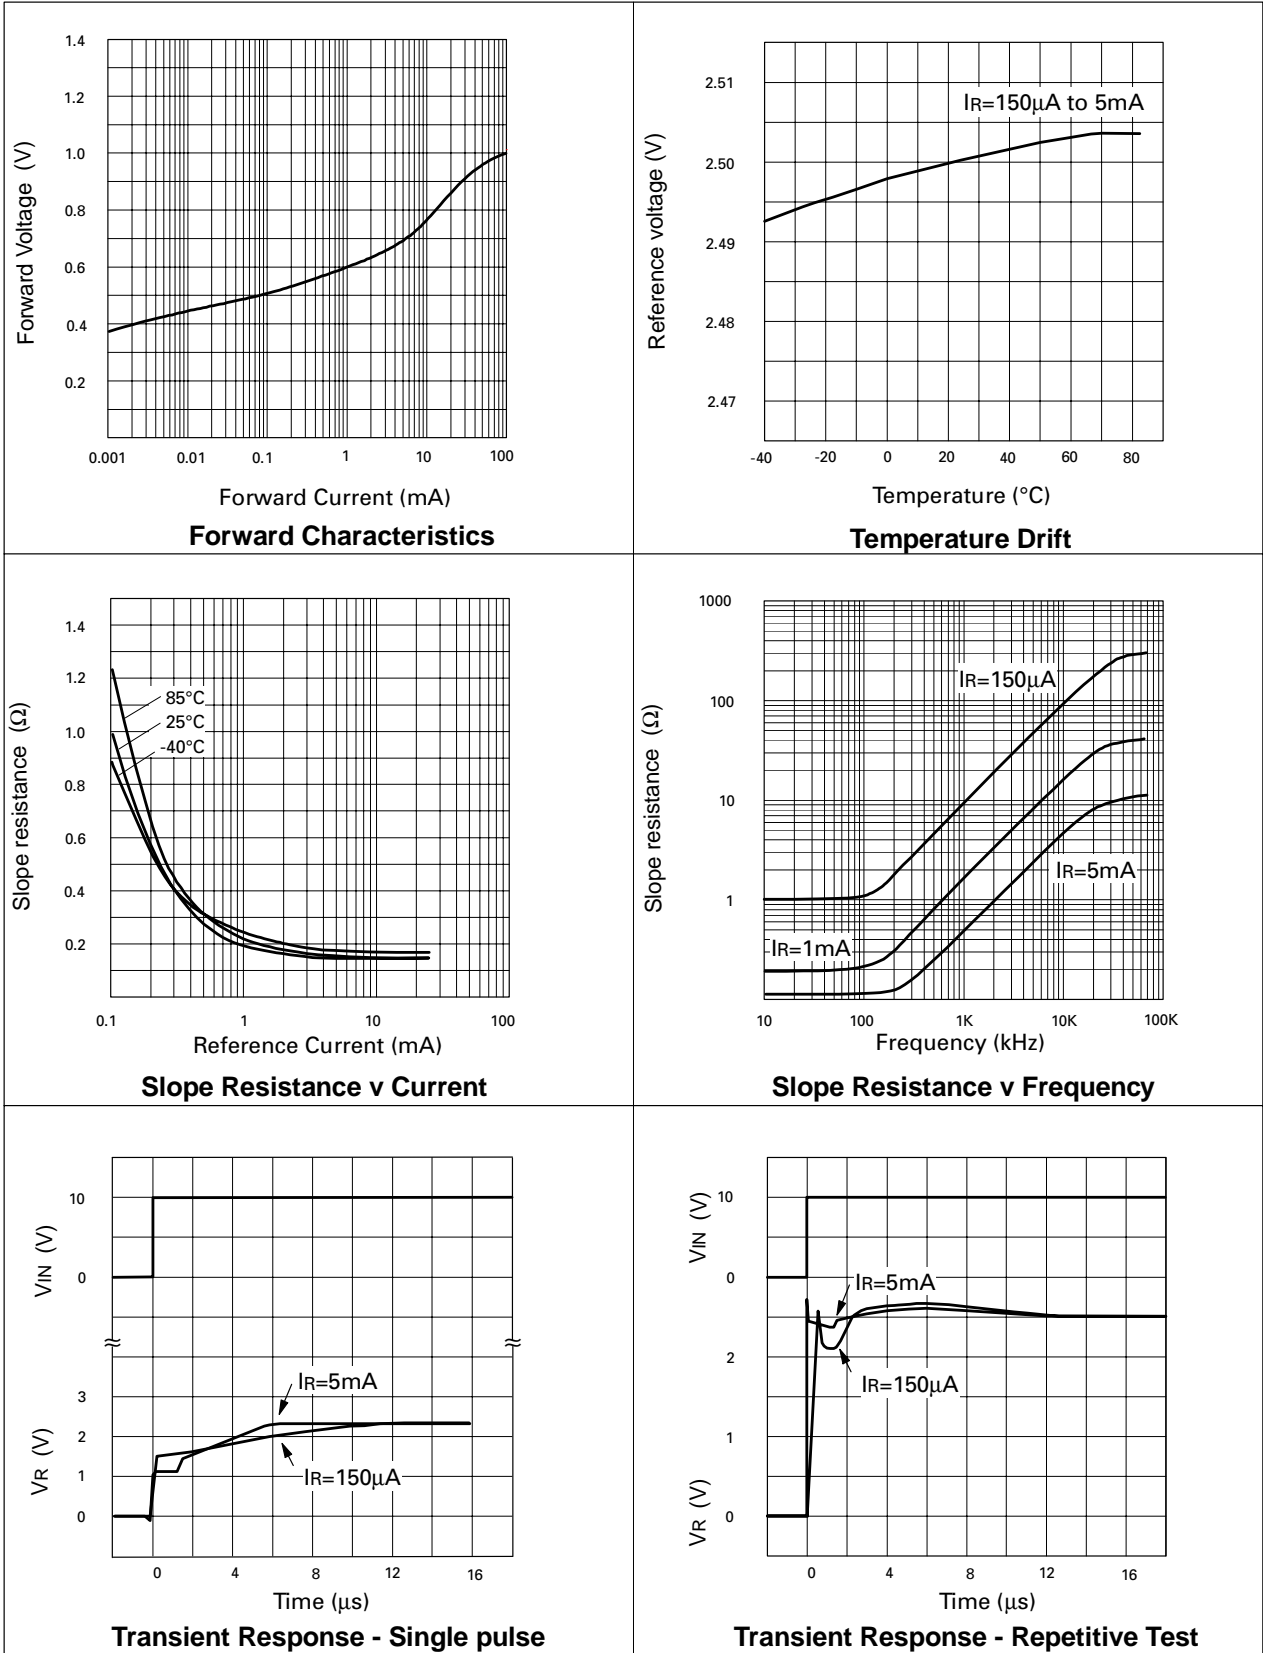 1.4
1.2
1.0
0.8
0.6
0.4
0.2
Forward Voltage (V)
0.001 0.01 0.1 1 10 100
Forward Current (mA)
Forward Characteristics
2.51
2.50
2.49
2.48
2.47
Reference voltage (V)
IR=150µA to 5mA
-40 -20 0 20 40 60 80
Temperature (°C)
Temperature Drift
1.4
1.2
1.0
0.8
0.6
0.4
0.2
Slope resistance (Ω)
85°C
25°C
-40°C
0.1 1 10 100
Reference Current (mA)
Slope Resistance v Current
1000
100
10
1
Slope resistance (Ω)
IR=150µA
IR=1mA
IR=5mA
10 100 1K 10K 100K
Frequency (kHz)
Slope Resistance v Frequency
10
0
VIN (V)
≈ ≈
3
2
1
0
VR (V)
IR=5mA
IR=150µA
0 4 8 12 16
Time (µs)
Transient Response - Single pulse
10
0
VIN (V)
2
1
0
VR (V)
IR=5mA
IR=150µA
0 4 8 12 16
Time (µs)
Transient Response - Repetitive Test